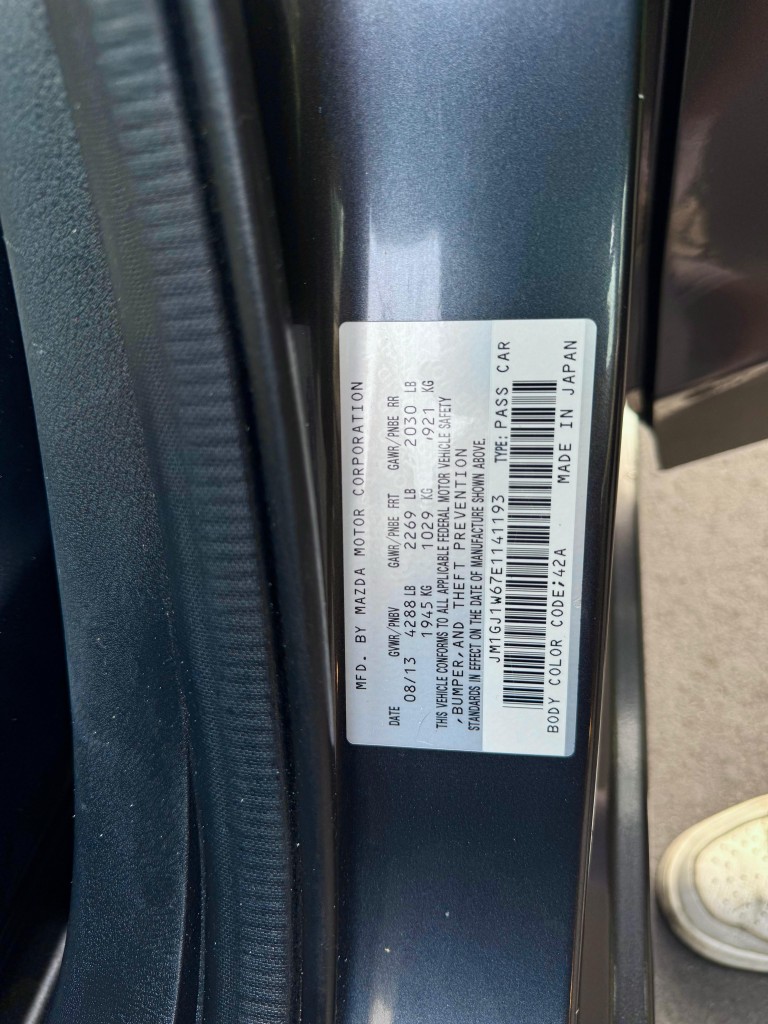 MFD. BY MAZDA MOTOR CORPORATION
DATE GVWR/PNBV GAWR/PNBE FRT GAWR/PNBE RR
08/13 4288 LB 2269 LB 2030 LB
1945 KG 1029 KG 921 KG
THIS VEHICLE CONFORMS TO ALL APPLICABLE FEDERAL MOTOR VEHICLE SAFETY
,BUMPER,AND THEFT PREVENTION
STANDARDS IN EFFECT ON THE DATE OF MANUFACTURE SHOWN ABOVE.
JM1GJ1W67E1141193 TYPE: PASS CAR
BODY COLOR CODE;42A MADE IN JAPAN